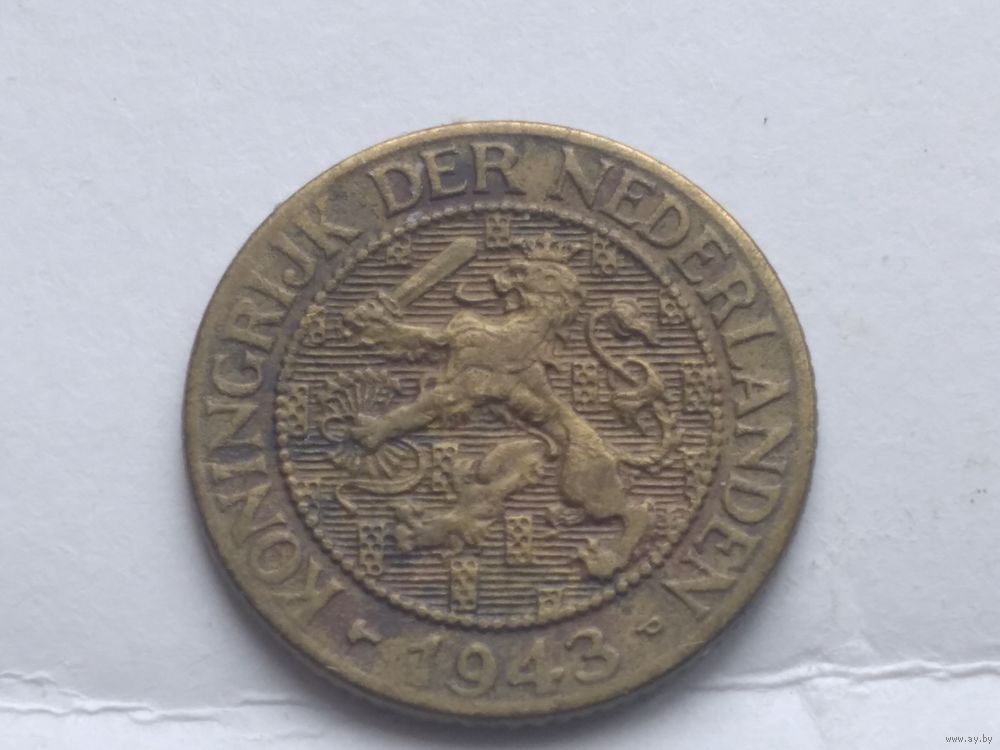 KONINGRIJK DER NEDERLANDEN
1943
P
www.ay.by